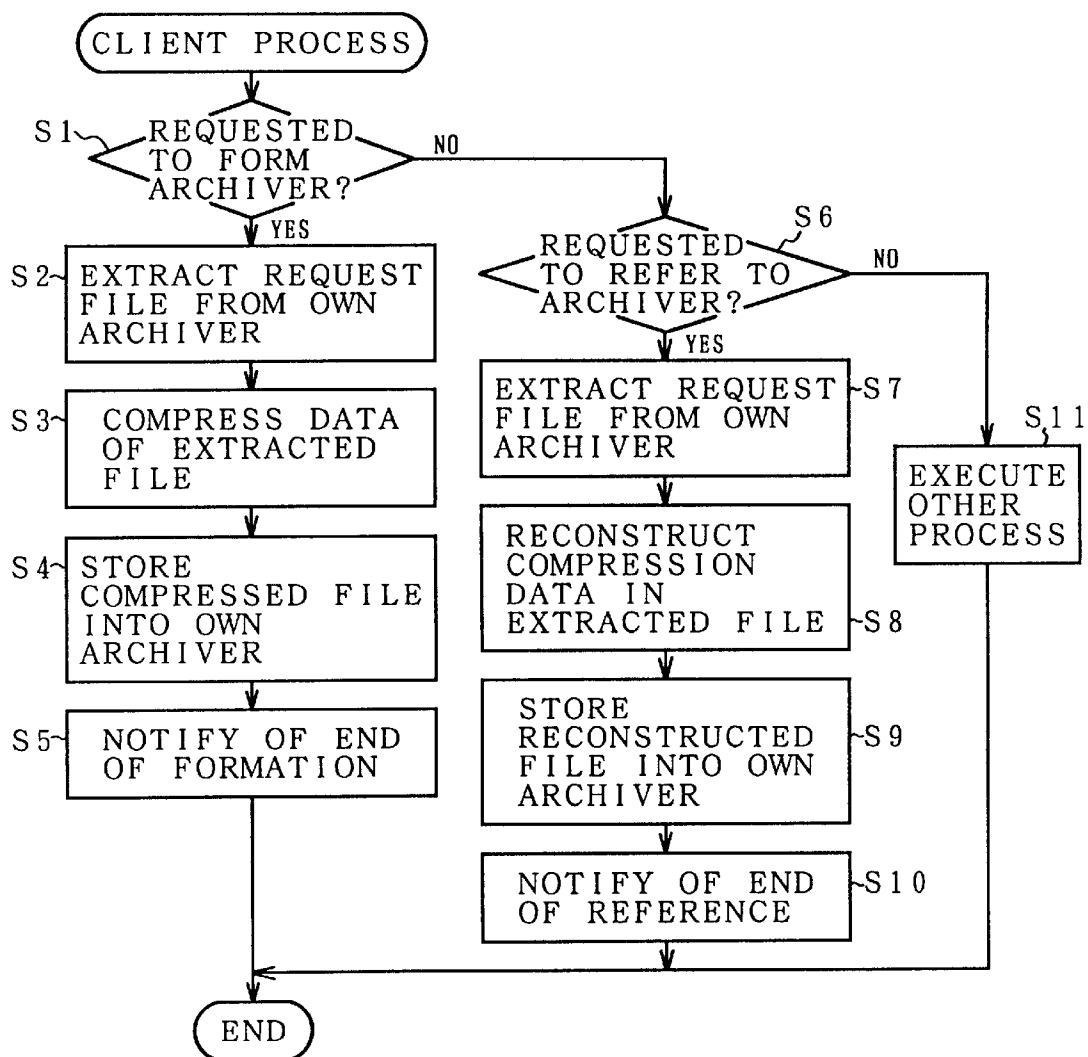 CLIENT PROCESS
S1
REQUESTED
TO FORM
ARCHIVER?
NO
YES
S2
EXTRACT REQUEST
FILE FROM OWN
ARCHIVER
S3
COMPRESS DATA
OF EXTRACTED
FILE
S4
STORE
COMPRESSED FILE
INTO OWN
ARCHIVER
S5
NOTIFY OF END
OF FORMATION
S6
REQUESTED
TO REFER TO
ARCHIVER?
NO
YES
S7
EXTRACT REQUEST
FILE FROM OWN
ARCHIVER
RECONSTRUCT
COMPRESSION
DATA IN
EXTRACTED FILE
S8
STORE
RECONSTRUCTED
FILE INTO OWN
ARCHIVER
S9
NOTIFY OF END
OF REFERENCE
S10
S11
EXECUTE
OTHER
PROCESS
END